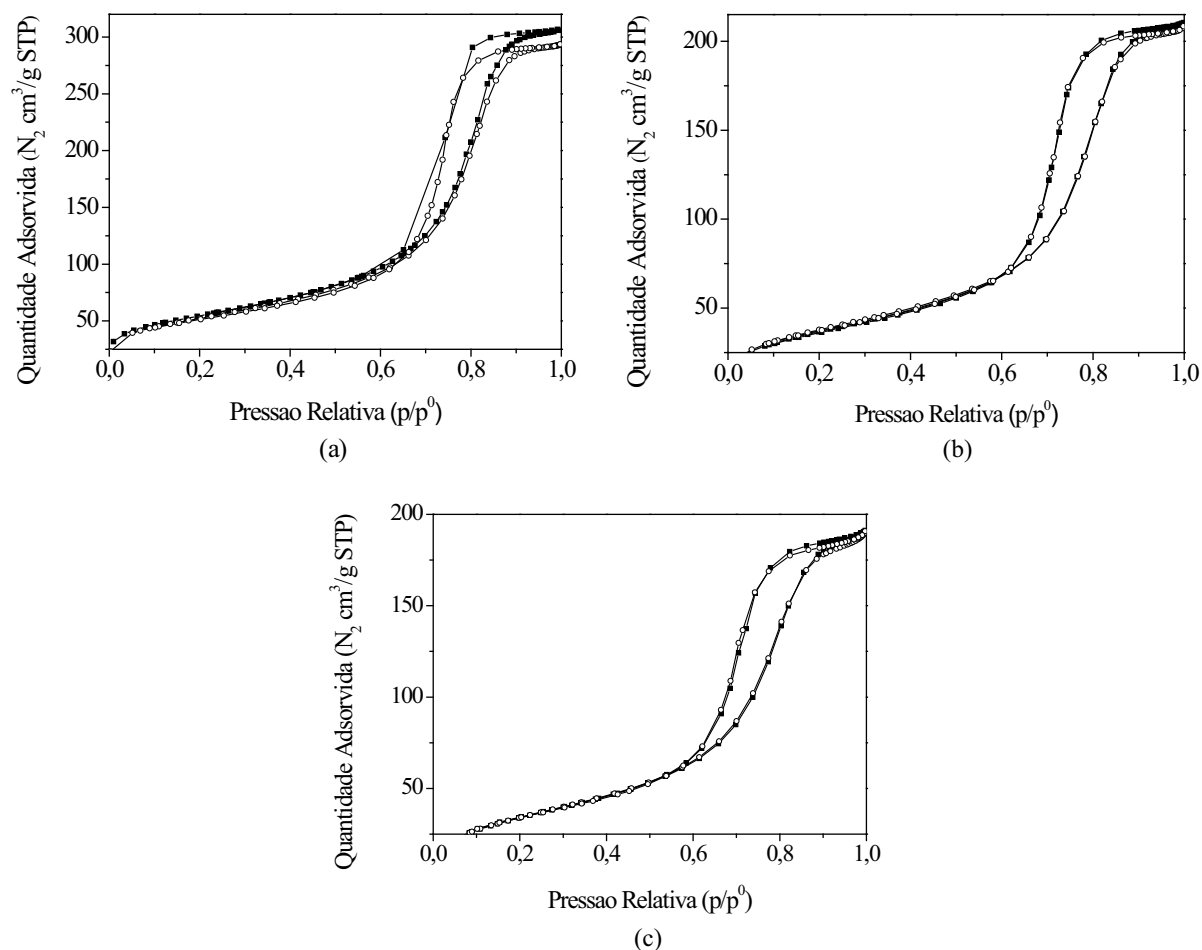 Quantidade Adsorvida (N₂ cm³/g STP)
300
250
200
150
100
50
0,0 0,2 0,4 0,6 0,8 1,0
Pressao Relativa (p/p⁰)
(a)
Quantidade Adsorvida (N₂ cm³/g STP)
200
150
100
50
0,0 0,2 0,4 0,6 0,8 1,0
Pressao Relativa (p/p⁰)
(b)
Quantidade Adsorvida (N₂ cm³/g STP)
200
150
100
50
0,0 0,2 0,4 0,6 0,8 1,0
Pressao Relativa (p/p⁰)
(c)